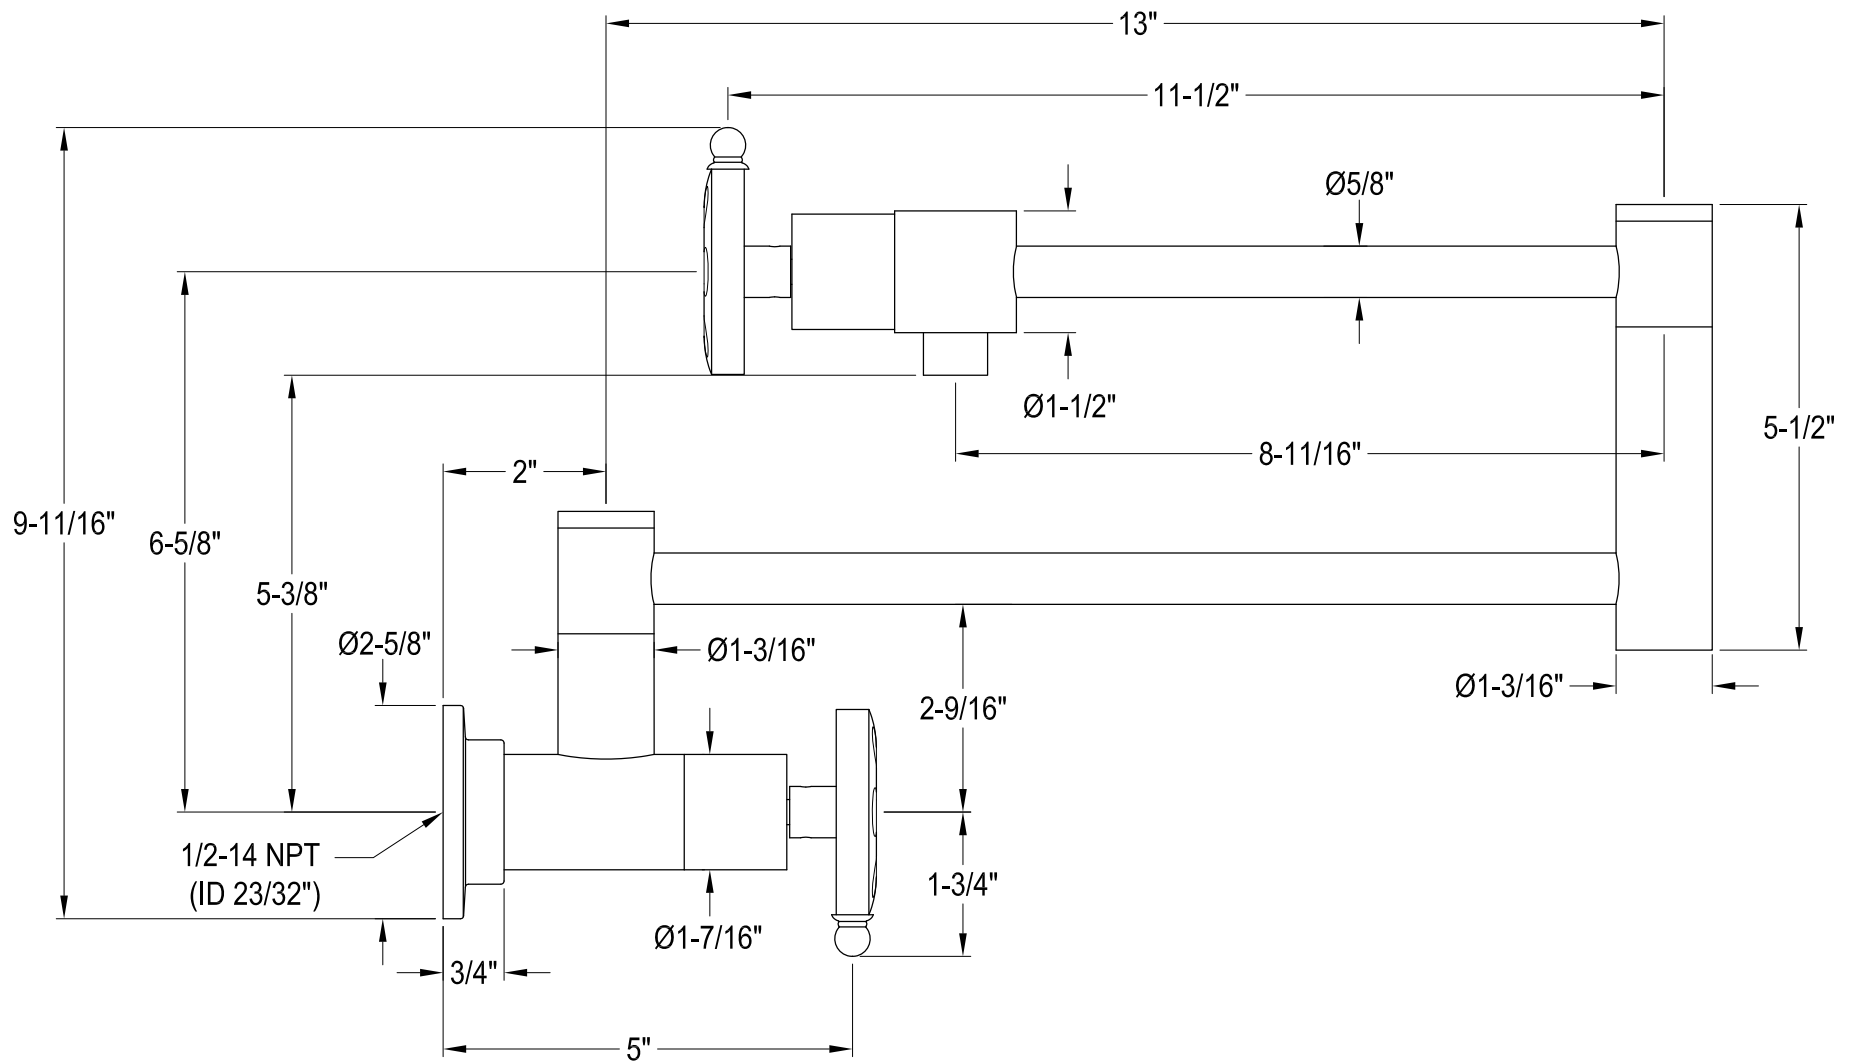 13"
11-1/2"
Ø5/8"
Ø1-1/2"
5-1/2"
8-11/16"
2"
9-11/16"
6-5/8"
5-3/8"
Ø2-5/8"
Ø1-3/16"
Ø1-3/16"
2-9/16"
1/2-14 NPT
(ID 23/32")
1-3/4"
Ø1-7/16"
3/4"
5"